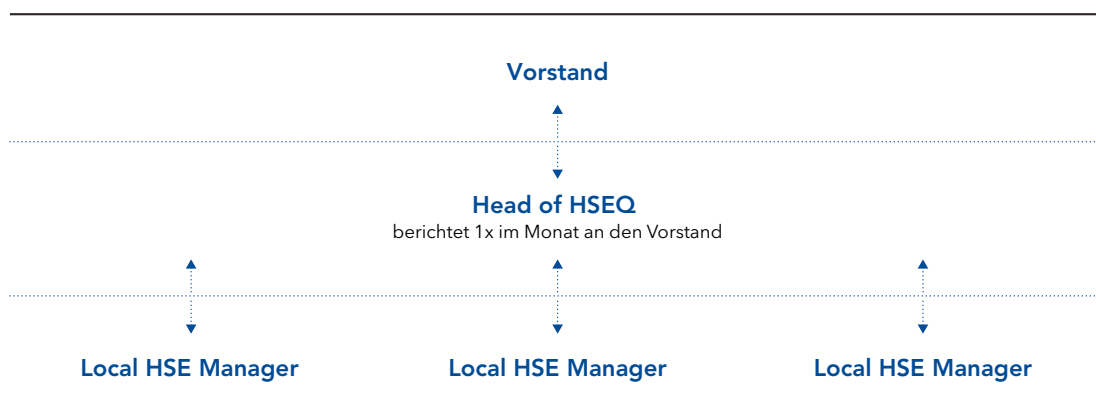 Vorstand
Head of HSEQ
berichtet 1x im Monat an den Vorstand
Local HSE Manager
Local HSE Manager
Local HSE Manager